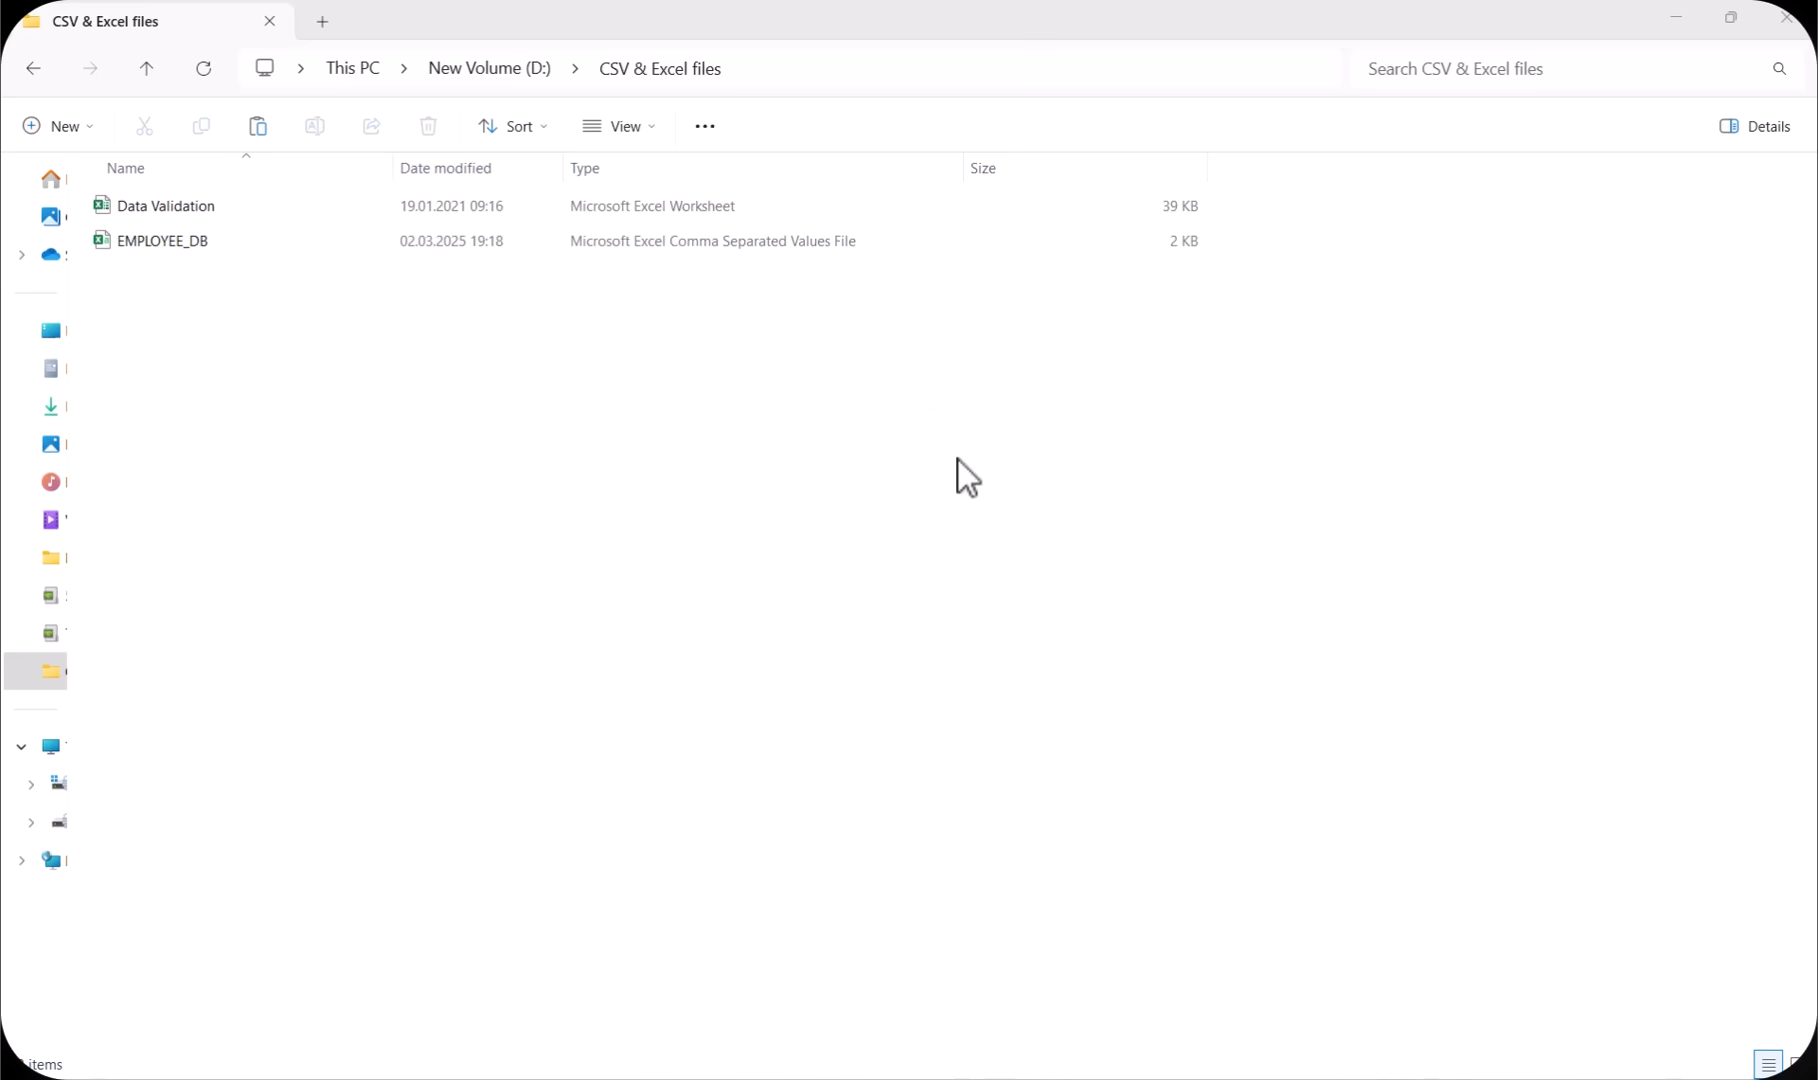 CSV & Excel files
This PC > New Volume (D:) > CSV & Excel files
Search CSV & Excel files
New
Sort
View
Details
Name Date modified Type Size
Data Validation 19.01.2021 09:16 Microsoft Excel Worksheet 39 KB
EMPLOYEE_DB 02.03.2025 19:18 Microsoft Excel Comma Separated Values File 2 KB
items